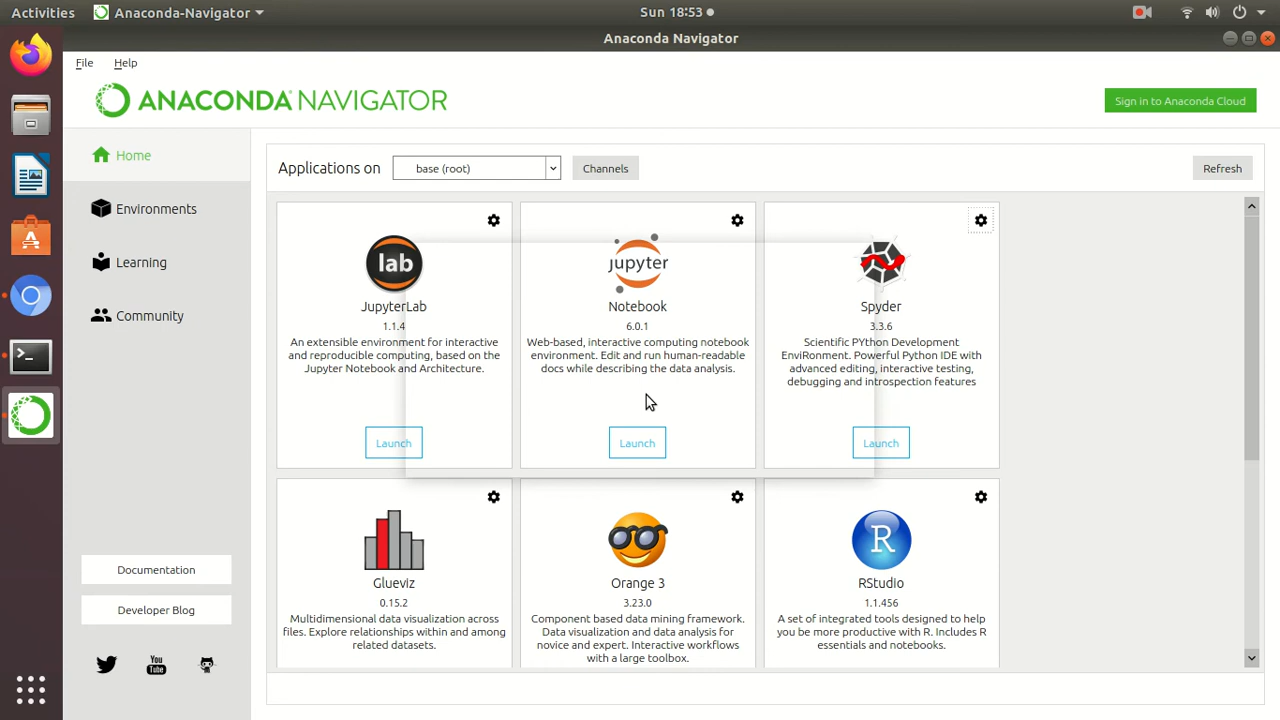 Activities
Anaconda-Navigator
Sun 18:53
Anaconda Navigator
File
Help
ANACONDA NAVIGATOR
Sign in to Anaconda Cloud
Home
Environments
Learning
Community
Documentation
Developer Blog
You
Tube
Applications on
base (root)
Channels
Refresh
lab
JupyterLab
1.1.4
An extensible environment for interactive
and reproducible computing, based on the
Jupyter Notebook and Architecture.
Launch
jupyter
Notebook
6.0.1
Web-based, interactive computing notebook
environment. Edit and run human-readable
docs while describing the data analysis.
Launch
Spyder
3.3.6
Scientific PYthon Development
EnviRonment. Powerful Python IDE with
advanced editing, interactive testing,
debugging and introspection features
Launch
Glueviz
0.15.2
Multidimensional data visualization across
files. Explore relationships within and among
related datasets.
Orange 3
3.23.0
Component based data mining framework.
Data visualization and data analysis for
novice and expert. Interactive workflows
with a large toolbox.
R
RStudio
1.1.456
A set of integrated tools designed to help
you be more productive with R. Includes R
essentials and notebooks.